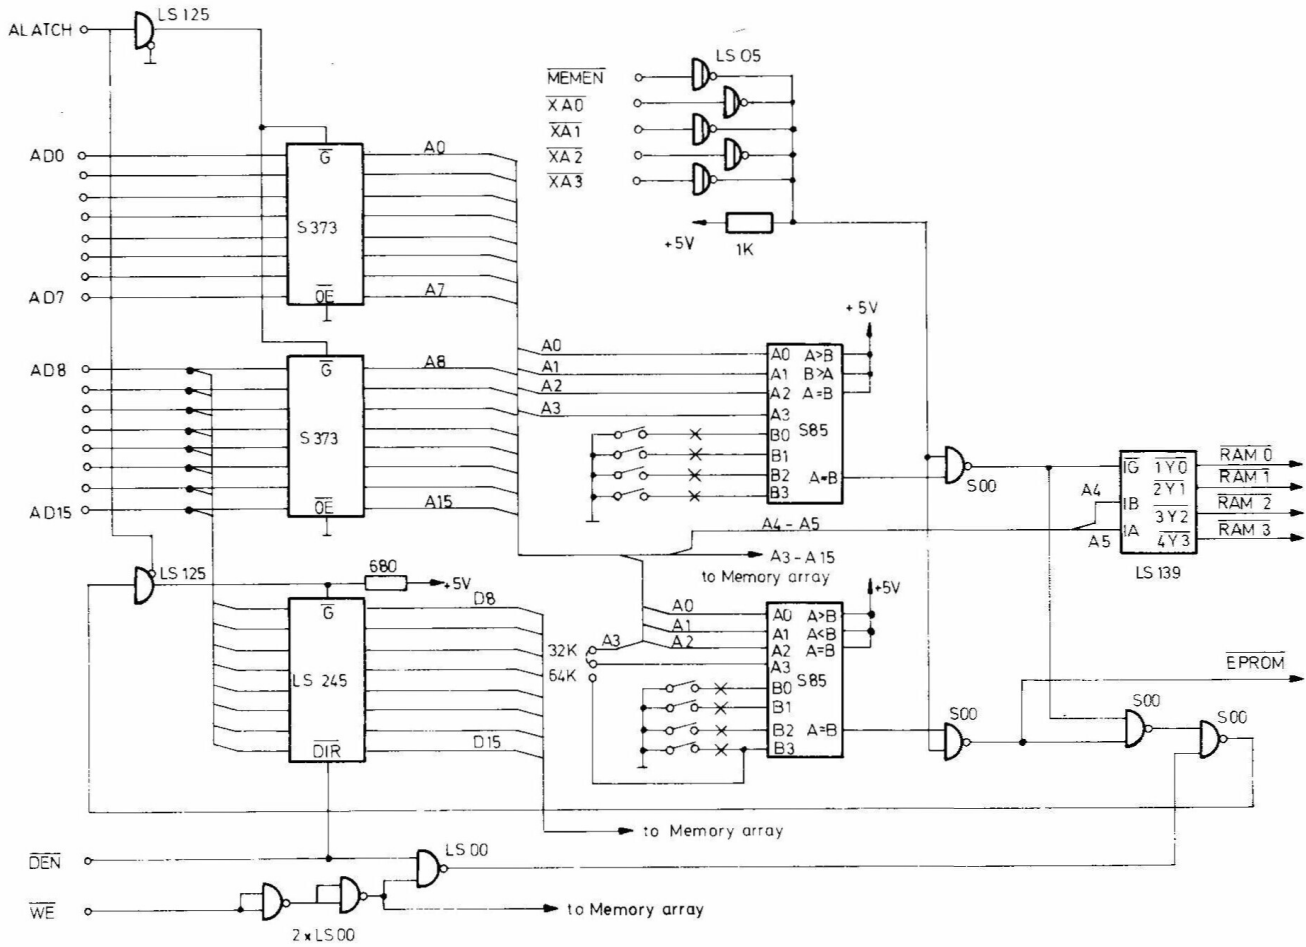 ALATCH
LS 125
LS 05
MEMEN
XA0
XA1
XA2
XA3
+5V
1K
AD0
G
A0
S373
AD7
OE
A7
+5V
AD8
G
A8
S373
AD15
OE
A15
A0
A1
A2
A3
A0 A>B
A1 B>A
A2 A=B
A3
S85
B0
B1
B2 A=B
B3
S00
A4
A4-A5
A5
IG 1Y0
IB 2Y1
3Y2
IA 4Y3
LS 139
RAM 0
RAM 1
RAM 2
RAM 3
A3-A15
to Memory array
LS 125
680
+5V
+5V
G
D8
LS 245
DIR
D15
A0
A1
A2
A3
32K
64K
A0 A>B
A1 A<B
A2 A=B
A3
S85
B0
B1
B2 A=B
B3
EPROM
S00
S00
S00
to Memory array
DEN
LS 00
WE
2 x LS 00
to Memory array